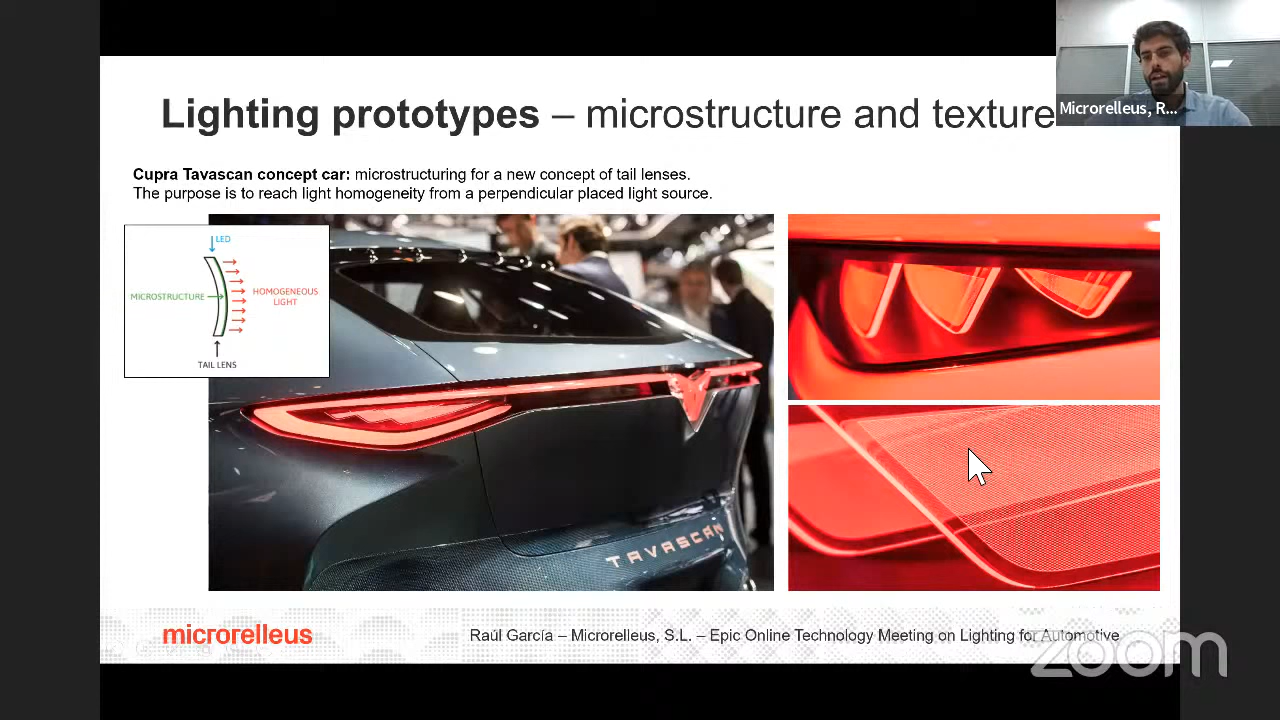 Lighting prototypes – microstructure and texture
Microrelleus, R...
Cupra Tavascan concept car: microstructuring for a new concept of tail lenses.
The purpose is to reach light homogeneity from a perpendicular placed light source.
LED
MICROSTRUCTURE
HOMOGENEOUS
LIGHT
TAIL LENS
TAVASCAN
microrelleus
Raúl García – Microrelleus, S.L. – Epic Online Technology Meeting on Lighting for Automotive
zoom